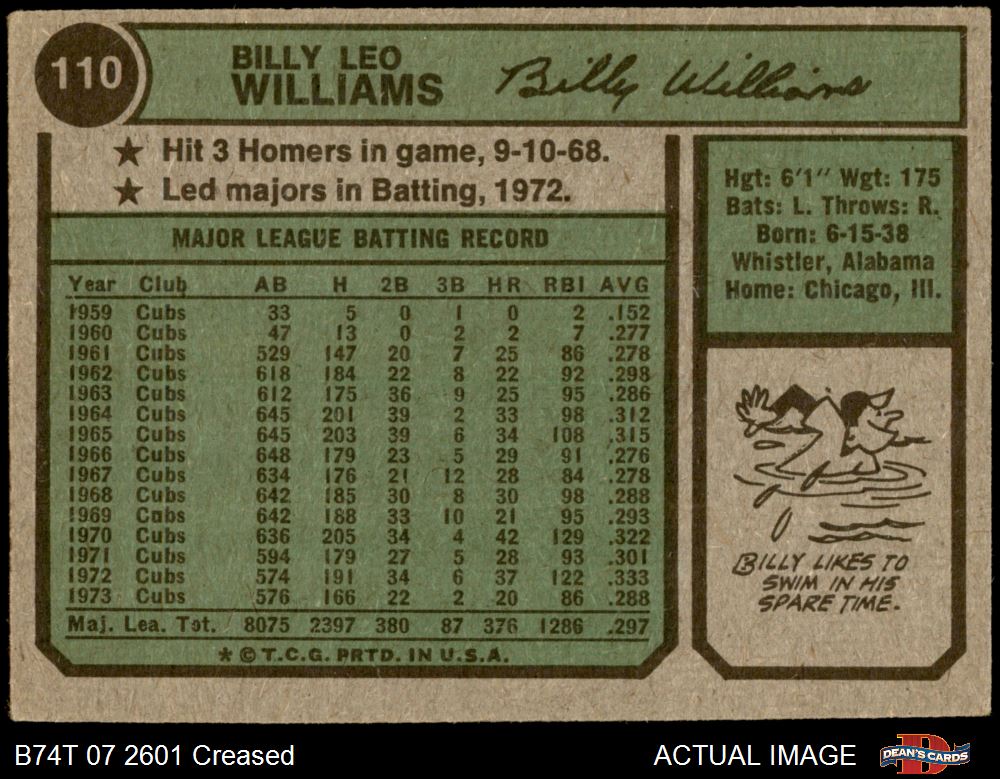 110
BILLY LEO
WILLIAMS
Billy Williams
★ Hit 3 Homers in game, 9-10-68.
★ Led majors in Batting, 1972.
MAJOR LEAGUE BATTING RECORD
Year Club AB H 2B 3B HR RBI AVG
1959 Cubs 33 5 0 1 0 2 .152
1960 Cubs 47 13 0 2 2 7 .277
1961 Cubs 529 147 20 7 25 86 .278
1962 Cubs 618 184 22 8 22 92 .298
1963 Cubs 612 175 36 9 25 95 .286
1964 Cubs 645 201 39 2 33 98 .312
1965 Cubs 645 203 39 6 34 108 .315
1966 Cubs 648 179 23 5 29 91 .276
1967 Cubs 634 176 21 12 28 84 .278
1968 Cubs 642 185 30 8 30 98 .288
1969 Cubs 642 188 33 10 21 95 .293
1970 Cubs 636 205 34 4 42 129 .322
1971 Cubs 594 179 27 5 28 93 .301
1972 Cubs 574 191 34 6 37 122 .333
1973 Cubs 576 166 22 2 20 86 .288
Maj. Lea. Tot. 8075 2397 380 87 376 1286 .297
* © T.C.G. PRTD. IN U.S.A.
Hgt: 6'1" Wgt: 175
Bats: L. Throws: R.
Born: 6-15-38
Whistler, Alabama
Home: Chicago, Ill.
BILLY LIKES TO
SWIM IN HIS
SPARE TIME.
B74T 07 2601 Creased
ACTUAL IMAGE
DEAN'S CARDS